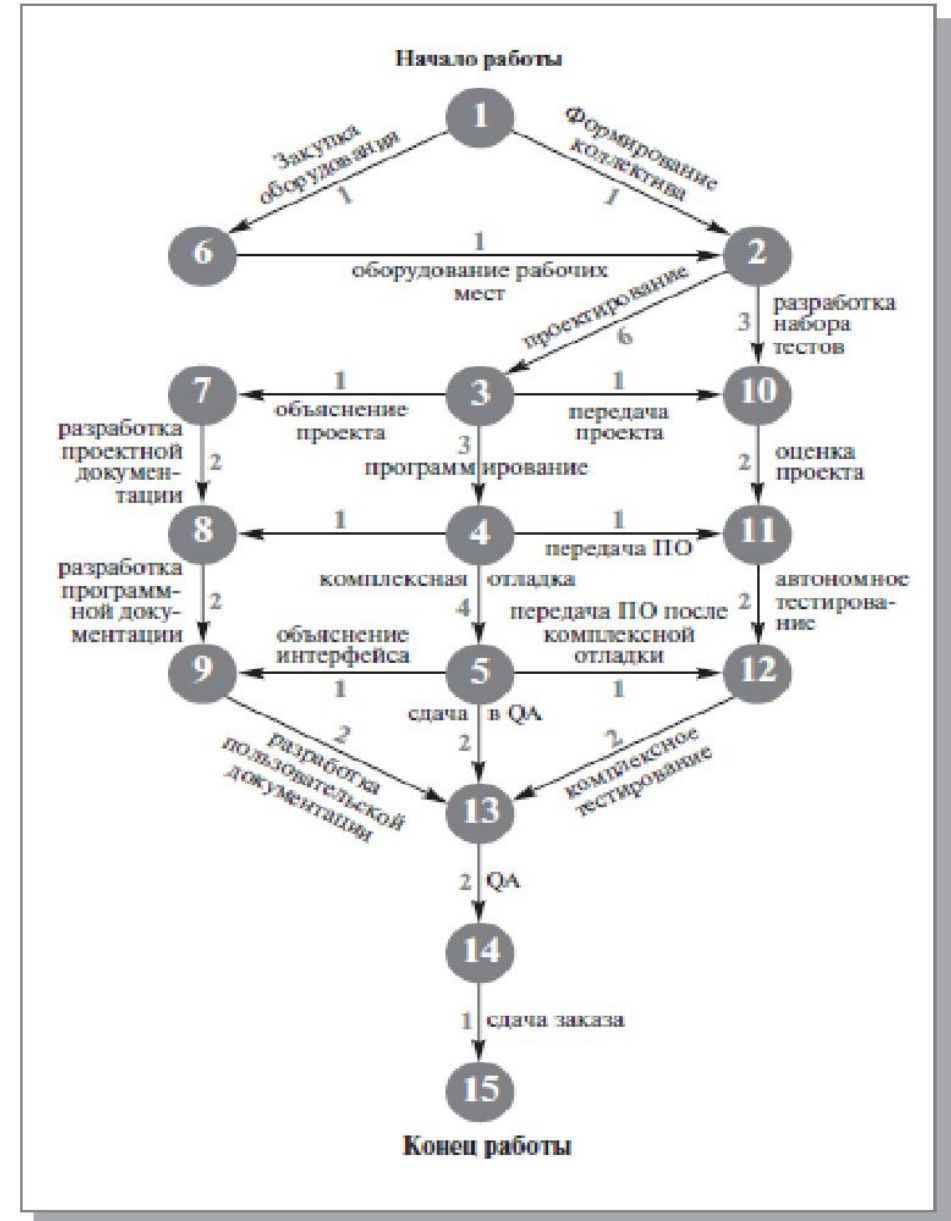 Начало работы
1
Закупка
оборудования
1
Формирование
коллектива
1
6
1
оборудование рабочих
мест
2
проектирование
6
3
разработка
набора
тестов
7
1
объяснение
проекта
3
1
передача
проекта
10
разработка
проектной
докумен-
тации
2
3
программирование
2
оценка
проекта
8
1
4
1
передача ПО
11
разработка
програм-
ной доку-
ментации
2
комплексная отладка
4
передача ПО после
комплексной
отладки
2
автономное
тестирова-
ние
9
объяснение
интерфейса
1
5
1
12
сдача в QA
2
2
разработка
пользовательской
документации
2
комплексное
тестирование
13
2 QA
14
1 сдача заказа
15
Конец работы